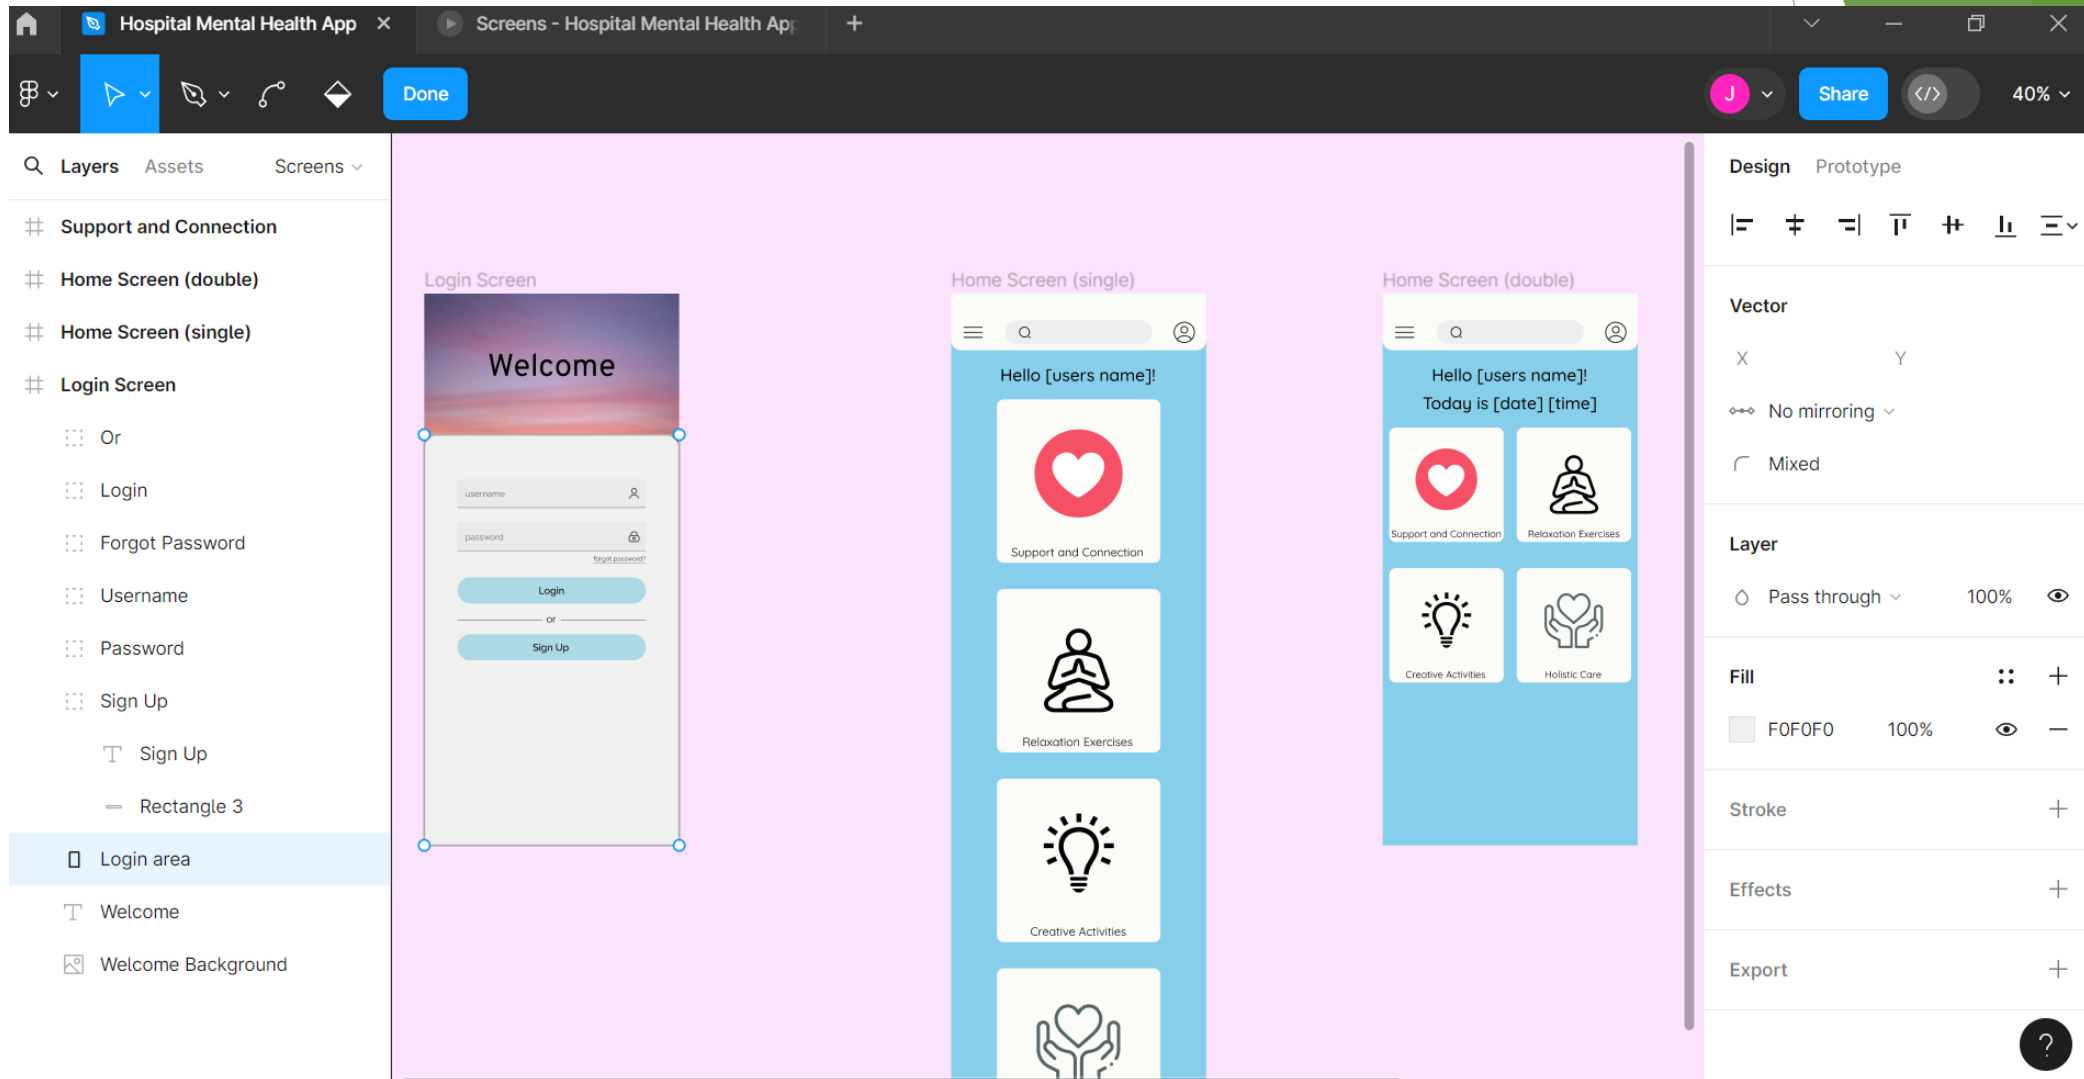 Hospital Mental Health App
Screens - Hospital Mental Health App
Done
J
Share
40%
Layers
Assets
Screens
Support and Connection
Home Screen (double)
Home Screen (single)
Login Screen
Or
Login
Forgot Password
Username
Password
Sign Up
Sign Up
Rectangle 3
Login area
Welcome
Welcome Background
Login Screen
Welcome
username
password
forgot password?
Login
or
Sign Up
Home Screen (single)
Hello [users name]!
Support and Connection
Relaxation Exercises
Creative Activities
Home Screen (double)
Hello [users name]!
Today is [date] [time]
Support and Connection
Relaxation Exercises
Creative Activities
Holistic Care
Design
Prototype
Vector
X
Y
No mirroring
Mixed
Layer
Pass through
100%
Fill
F0F0F0
100%
Stroke
Effects
Export
?